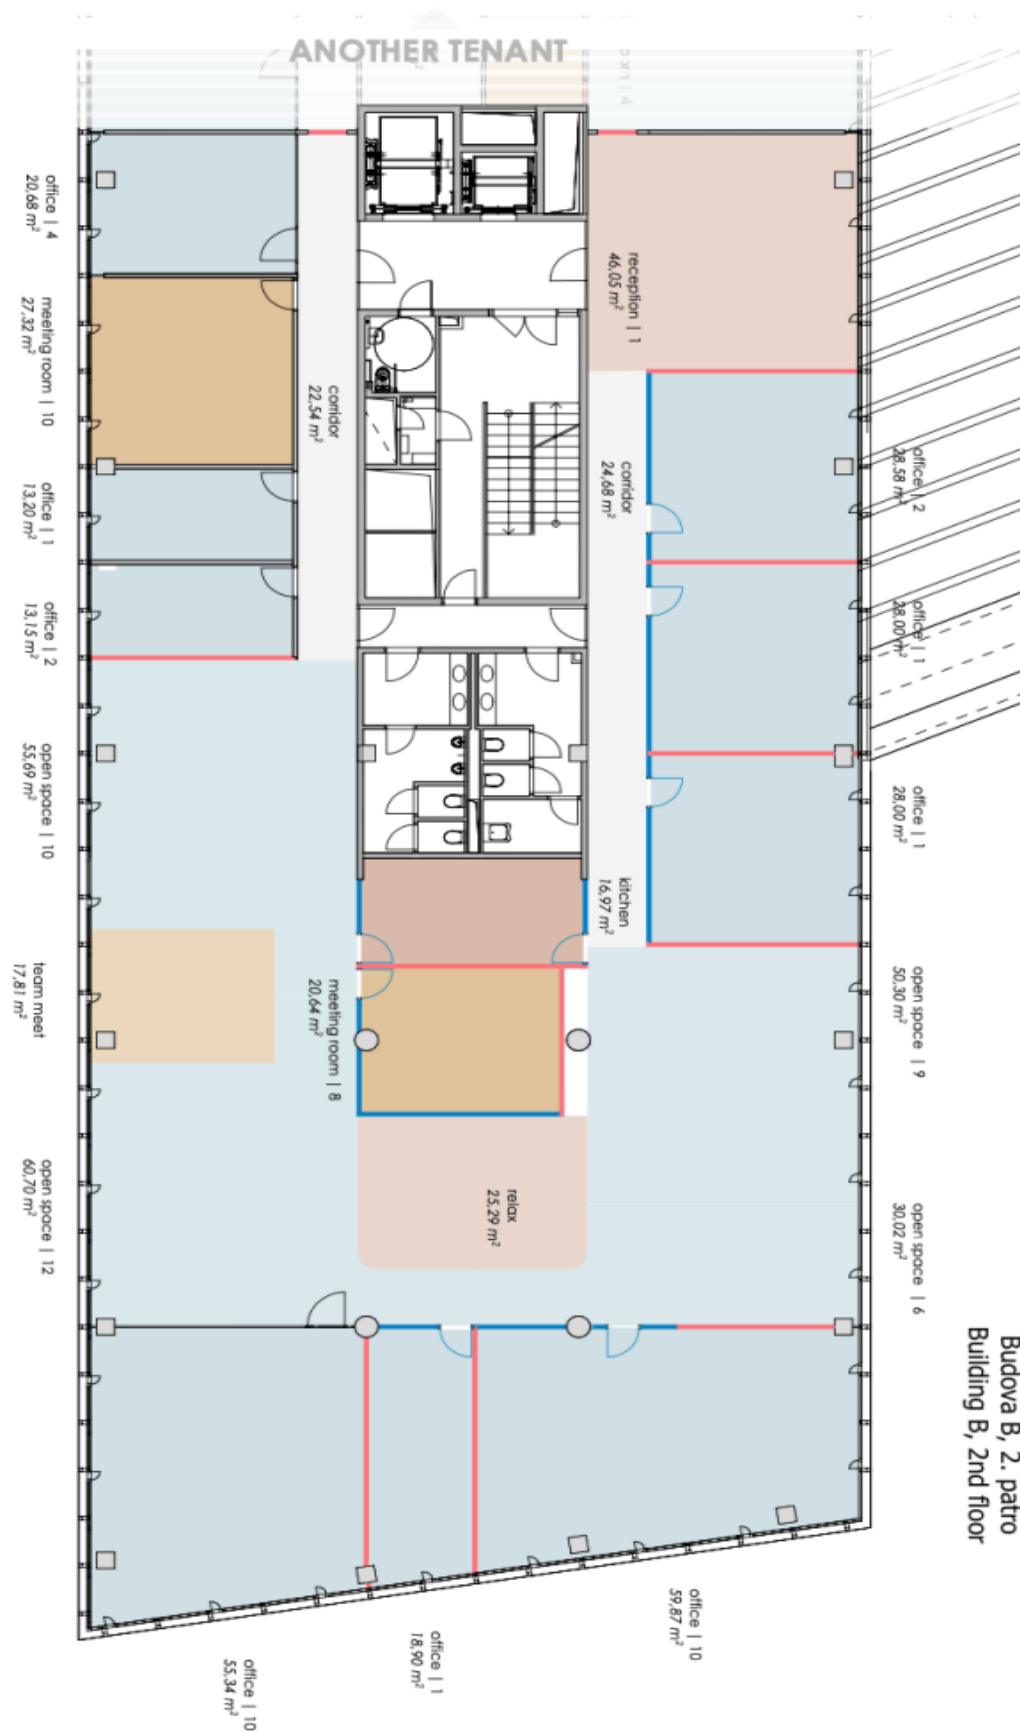 ANOTHER TENANT
office | 4
20,68 m²
meeting room | 10
27,32 m²
office | 1
13,20 m²
office | 2
13,15 m²
open space | 10
55,69 m²
team meet
17,81 m²
open space | 12
60,70 m²
corridor
22,54 m²
meeting room | 8
20,64 m²
relax
25,29 m²
reception | 1
46,05 m²
corridor
24,68 m²
kitchen
16,97 m²
office | 2
28,58 m²
office | 1
28,00 m²
office | 1
28,00 m²
open space | 9
50,30 m²
open space | 6
30,02 m²
Budova B, 2. patro
Building B, 2nd floor
office | 10
59,87 m²
office | 1
18,90 m²
office | 10
55,34 m²